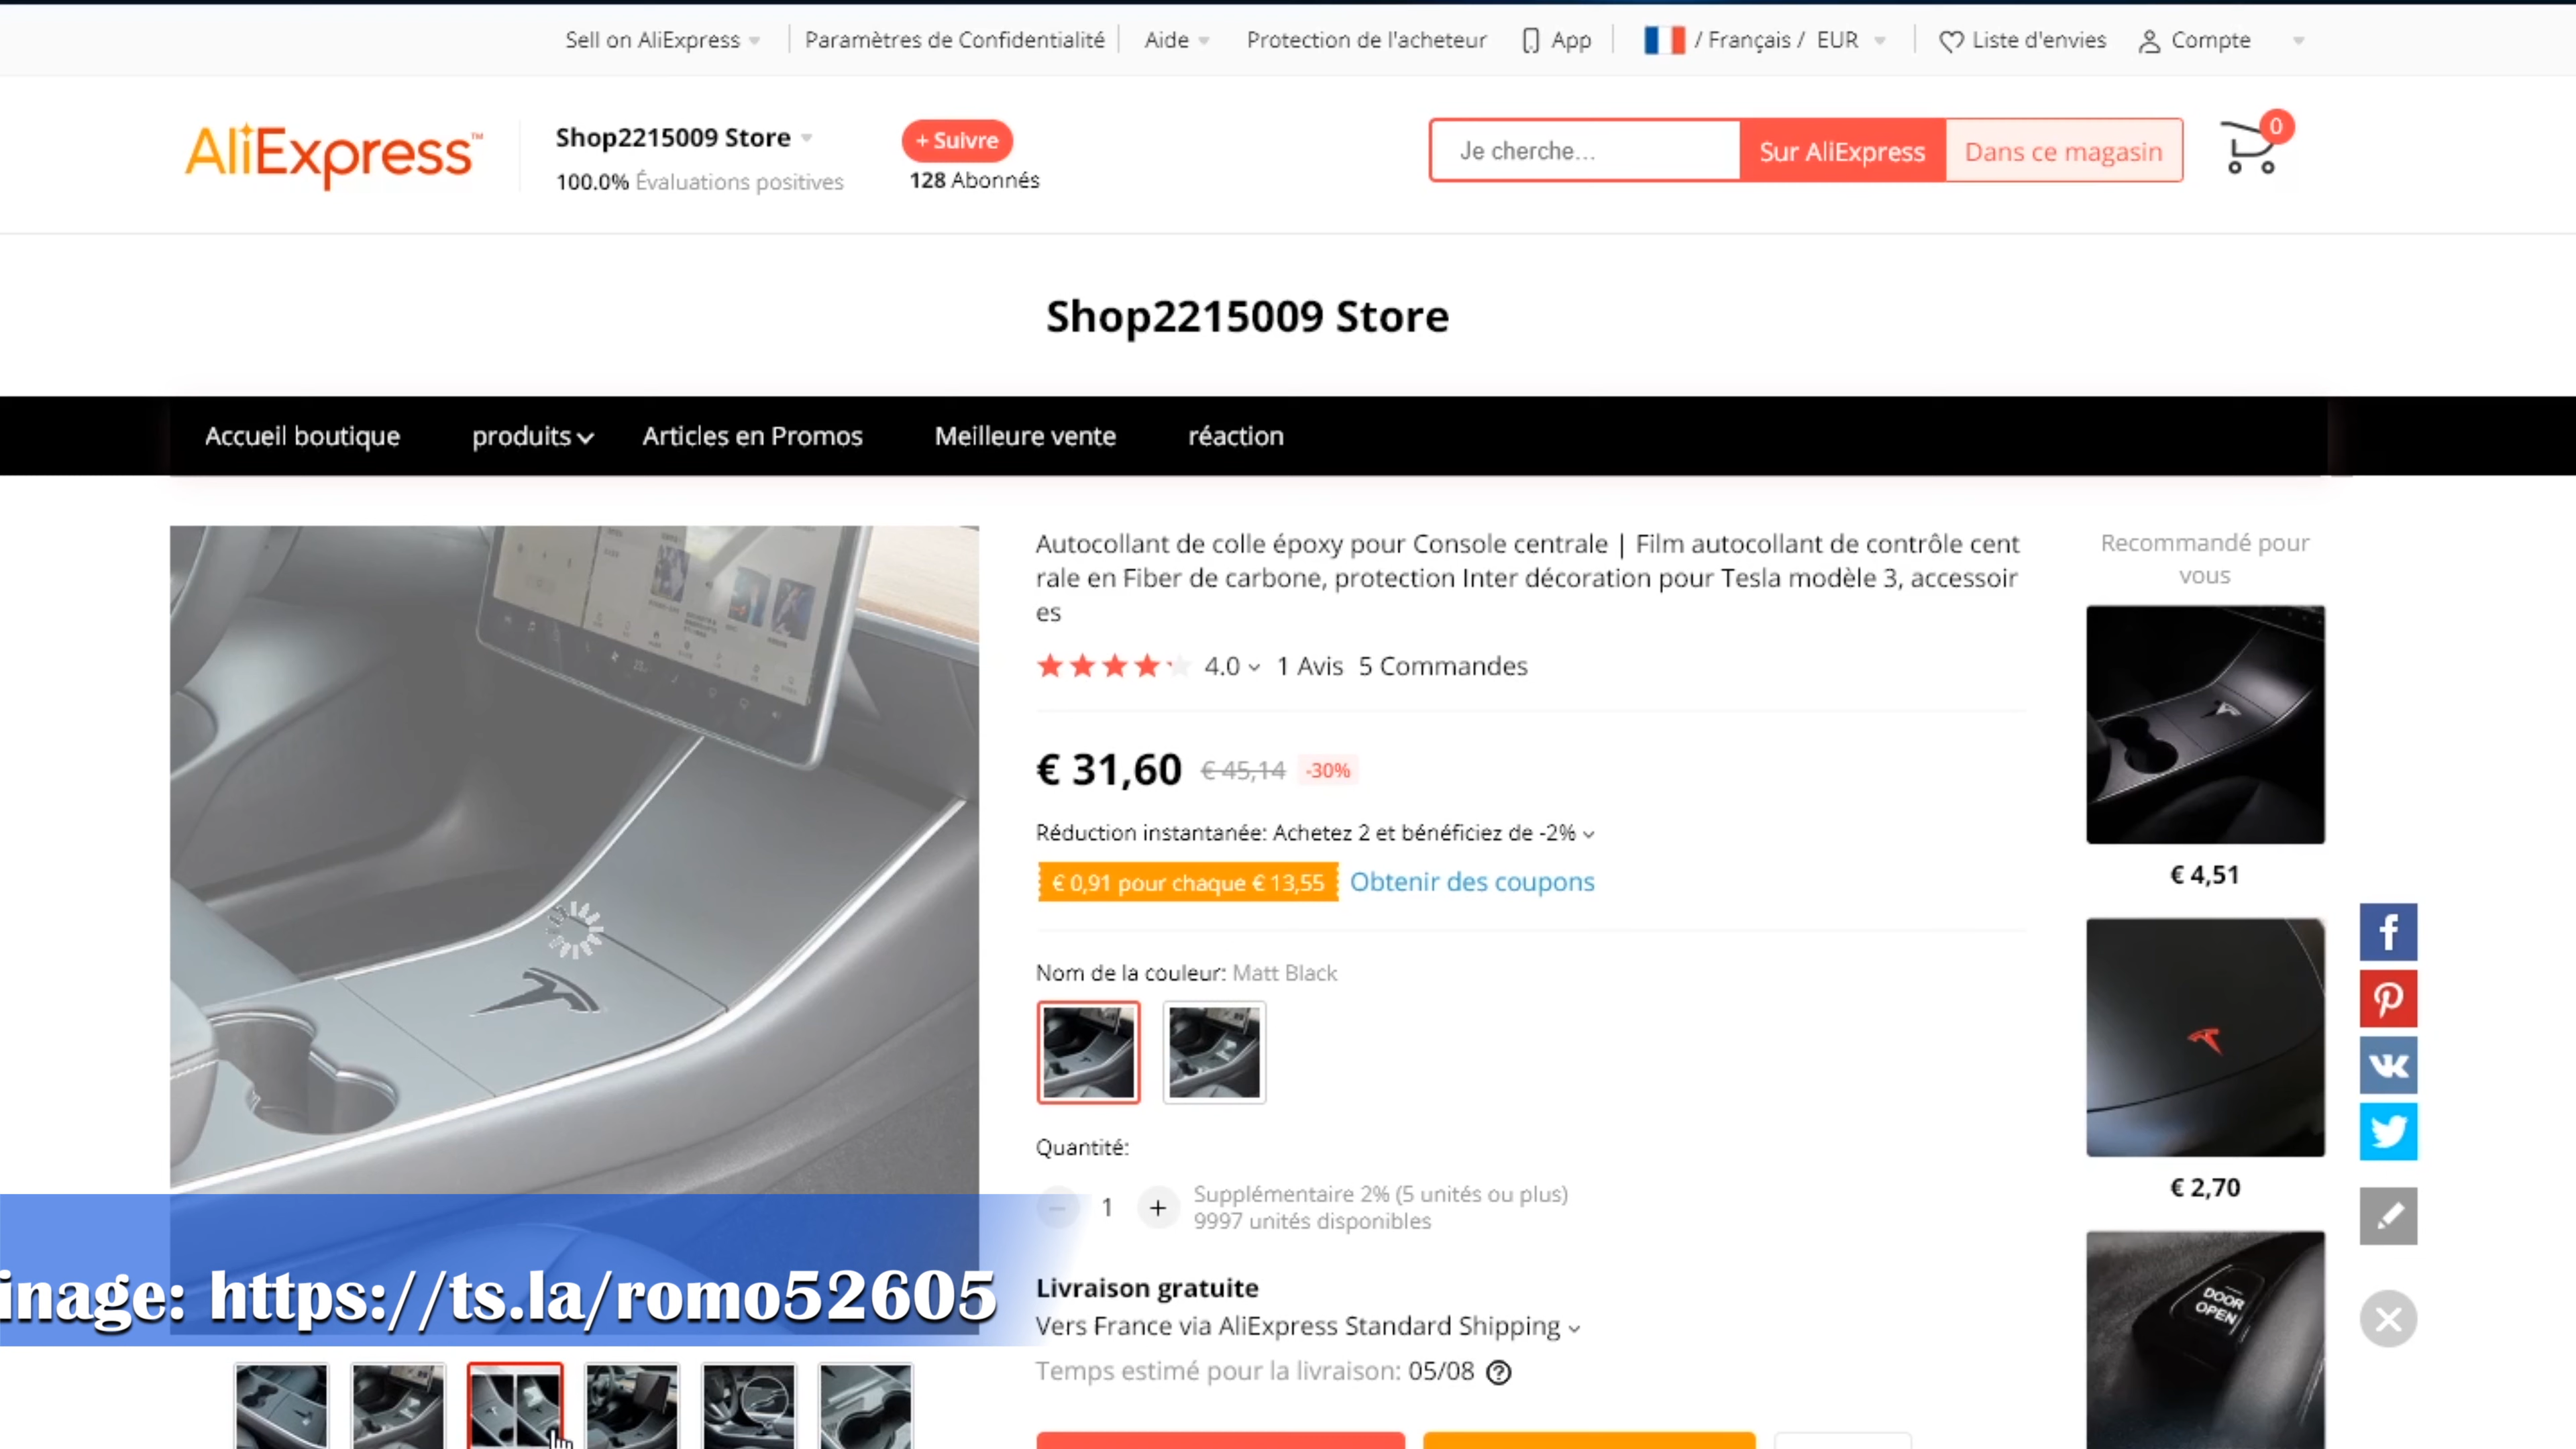 Sell on AliExpress
Paramètres de Confidentialité
Aide
Protection de l'acheteur
App
/ Français / EUR
Liste d'envies
Compte
AliExpress™
Shop2215009 Store
100.0% Évaluations positives
+ Suivre
128 Abonnés
Je cherche...
Sur AliExpress
Dans ce magasin
0
Shop2215009 Store
Accueil boutique
produits
Articles en Promos
Meilleure vente
réaction
Autocollant de colle époxy pour Console centrale | Film autocollant de contrôle cent
rale en Fiber de carbone, protection Inter décoration pour Tesla modèle 3, accessoir
es
4.0 1 Avis 5 Commandes
€ 31,60 € 45,14 -30%
Réduction instantanée: Achetez 2 et bénéficiez de -2%
€ 0,91 pour chaque € 13,55 Obtenir des coupons
Nom de la couleur: Matt Black
Quantité:
1
Supplémentaire 2% (5 unités ou plus)
9997 unités disponibles
Livraison gratuite
Vers France via AliExpress Standard Shipping
Temps estimé pour la livraison: 05/08
inage: https://ts.la/romo52605
Recommandé pour
vous
€ 4,51
€ 2,70
DOOR
OPEN